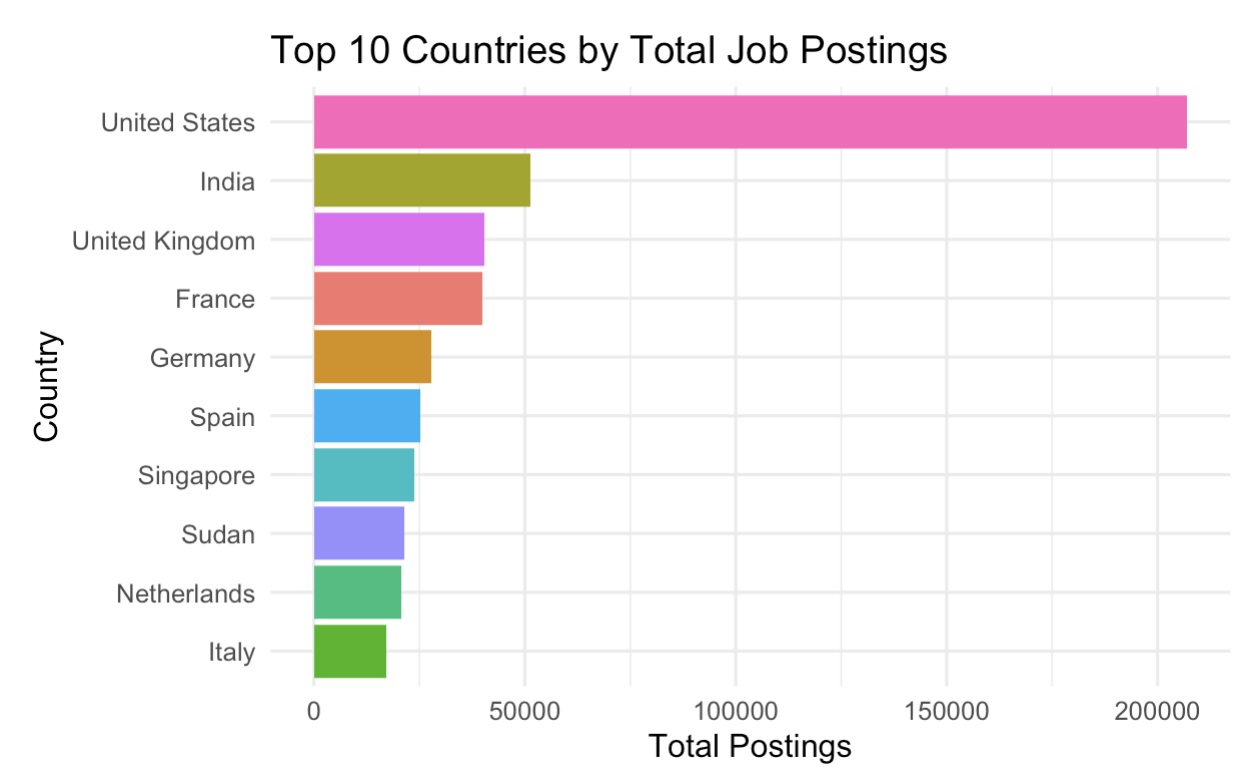 Top 10 Countries by Total Job Postings
United States
India
United Kingdom
France
Germany
Spain
Singapore
Sudan
Netherlands
Italy
Country
0 50000 100000 150000 200000
Total Postings